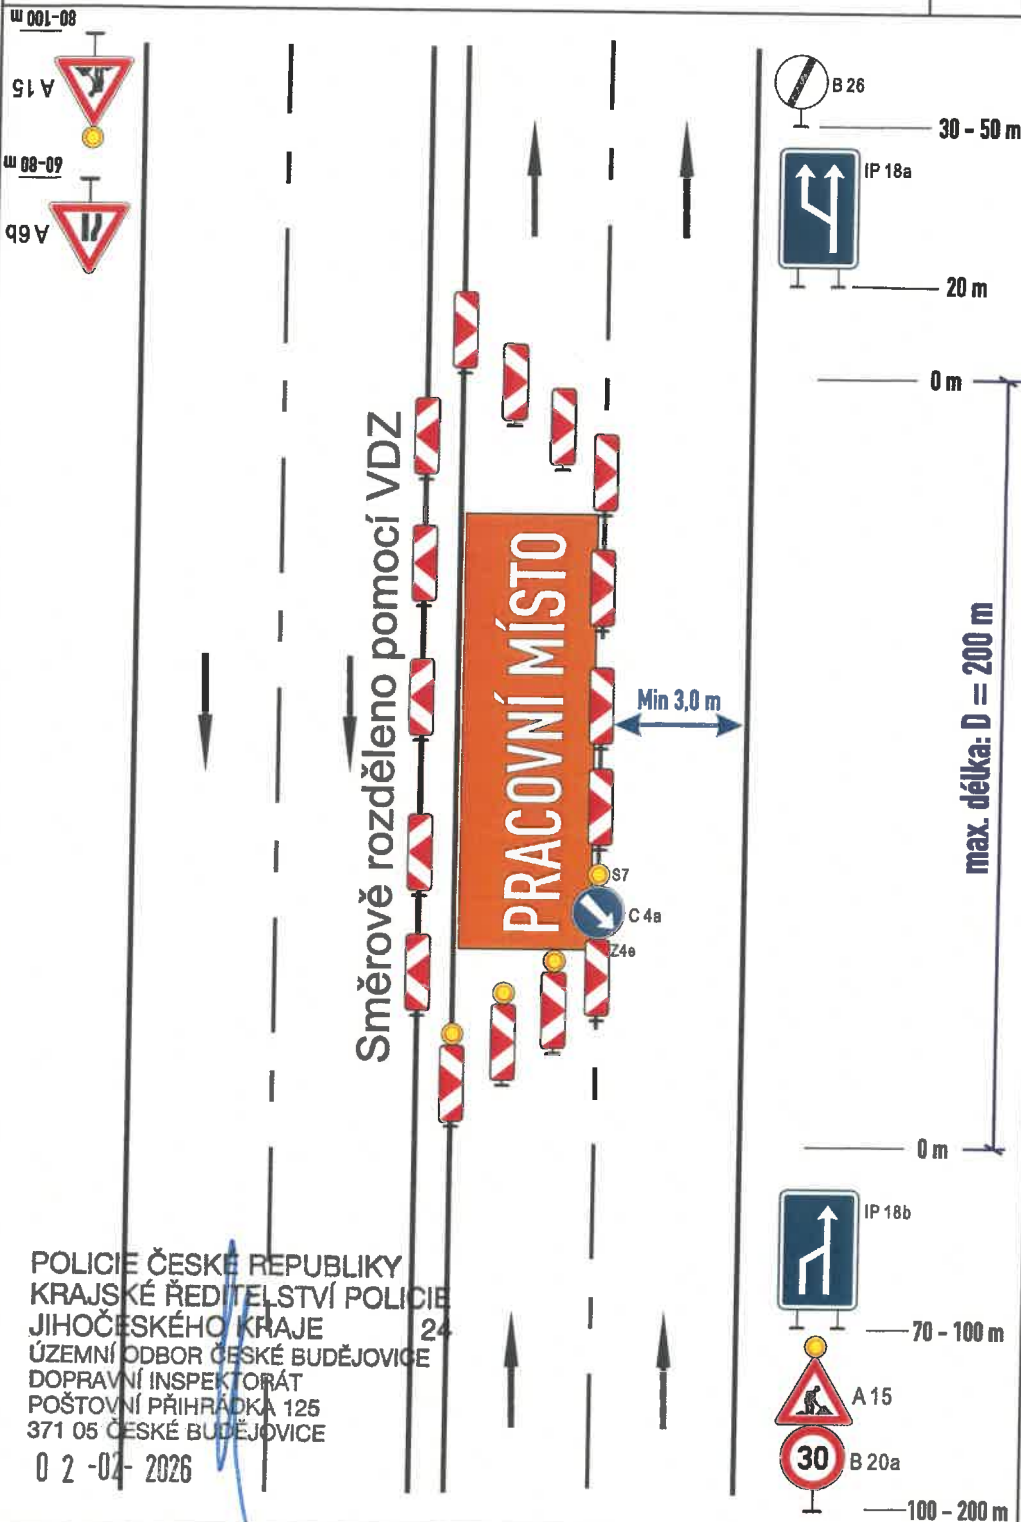 80-100 m
A 15
60-80 m
A 6b
B 26
30 - 50 m
IP 18a
20 m
0 m
Směrově rozděleno pomocí VDZ
PRACOVNÍ MÍSTO
Min 3,0 m
max. délka: D = 200 m
S7
C 4a
Z4e
0 m
IP 18b
70 - 100 m
A 15
30
B 20a
100 - 200 m
POLICIE ČESKÉ REPUBLIKY
KRAJSKÉ ŘEDITELSTVÍ POLICIE
JIHOČESKÉHO KRAJE 24
ÚZEMNÍ ODBOR ČESKÉ BUDĚJOVICE
DOPRAVNÍ INSPEKTORÁT
POŠTOVNÍ PŘIHRÁDKA 125
371 05 ČESKÉ BUDĚJOVICE
0 2 -02- 2026